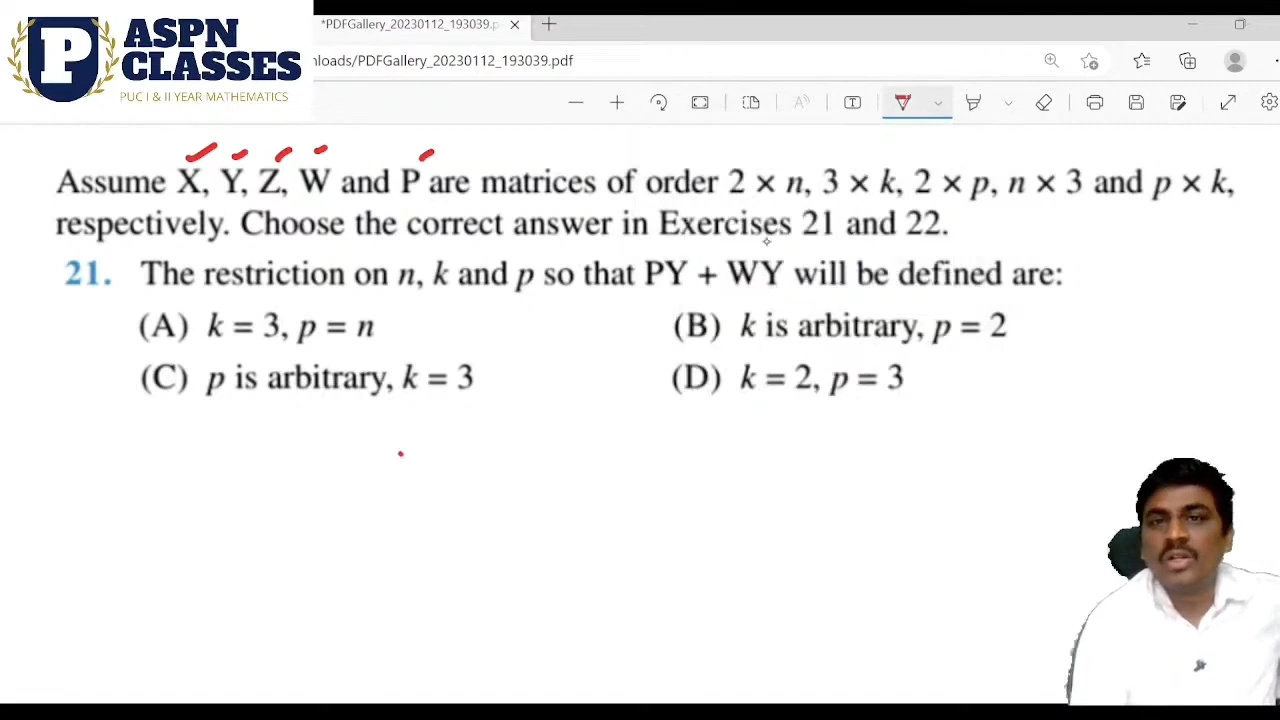 P
ASPN
CLASSES
PUC I & II YEAR MATHEMATICS
*PDFGallery_20230112_193039.p
nloads/PDFGallery_20230112_193039.pdf
Assume X, Y, Z, W and P are matrices of order 2 × n, 3 × k, 2 × p, n × 3 and p × k,
respectively. Choose the correct answer in Exercises 21 and 22.
21. The restriction on n, k and p so that PY + WY will be defined are:
(A) k = 3, p = n (B) k is arbitrary, p = 2
(C) p is arbitrary, k = 3 (D) k = 2, p = 3